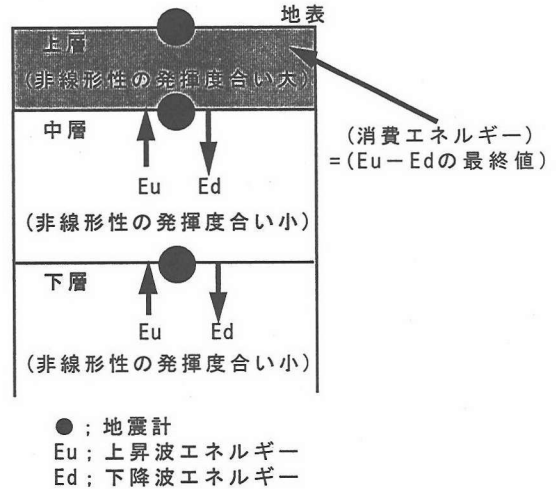 地表
上層
(非線形性の発揮度合い大)
中層
Eu
Ed
(消費エネルギー)
=(Eu－Edの最終値)
(非線形性の発揮度合い小)
下層
Eu
Ed
(非線形性の発揮度合い小)
●；地震計
Eu；上昇波エネルギー
Ed；下降波エネルギー